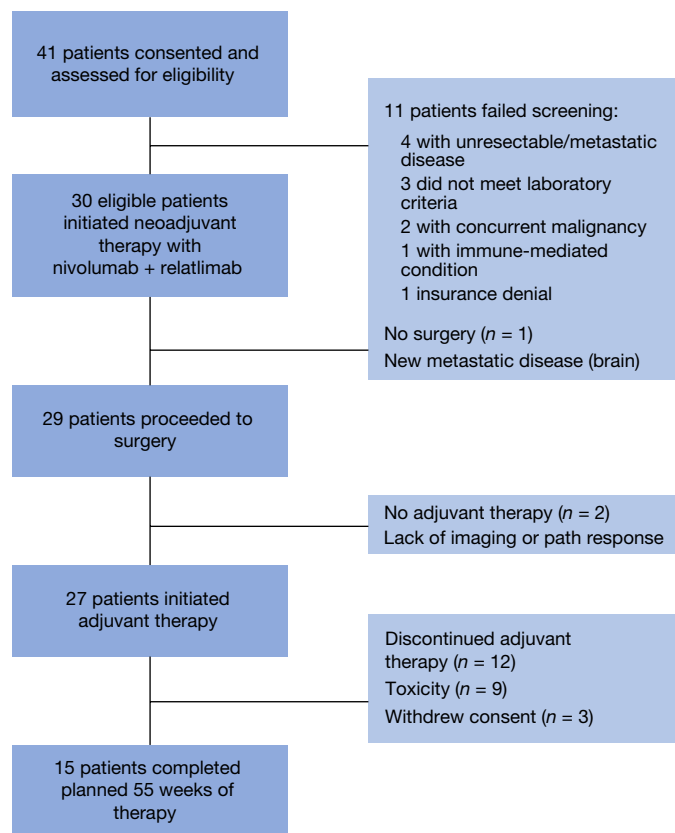 41 patients consented and
assessed for eligibility
11 patients failed screening:
4 with unresectable/metastatic
disease
3 did not meet laboratory
criteria
2 with concurrent malignancy
1 with immune-mediated
condition
1 insurance denial
30 eligible patients
initiated neoadjuvant
therapy with
nivolumab + relatlimab
No surgery (n = 1)
New metastatic disease (brain)
29 patients proceeded to
surgery
No adjuvant therapy (n = 2)
Lack of imaging or path response
27 patients initiated
adjuvant therapy
Discontinued adjuvant
therapy (n = 12)
Toxicity (n = 9)
Withdrew consent (n = 3)
15 patients completed
planned 55 weeks of
therapy